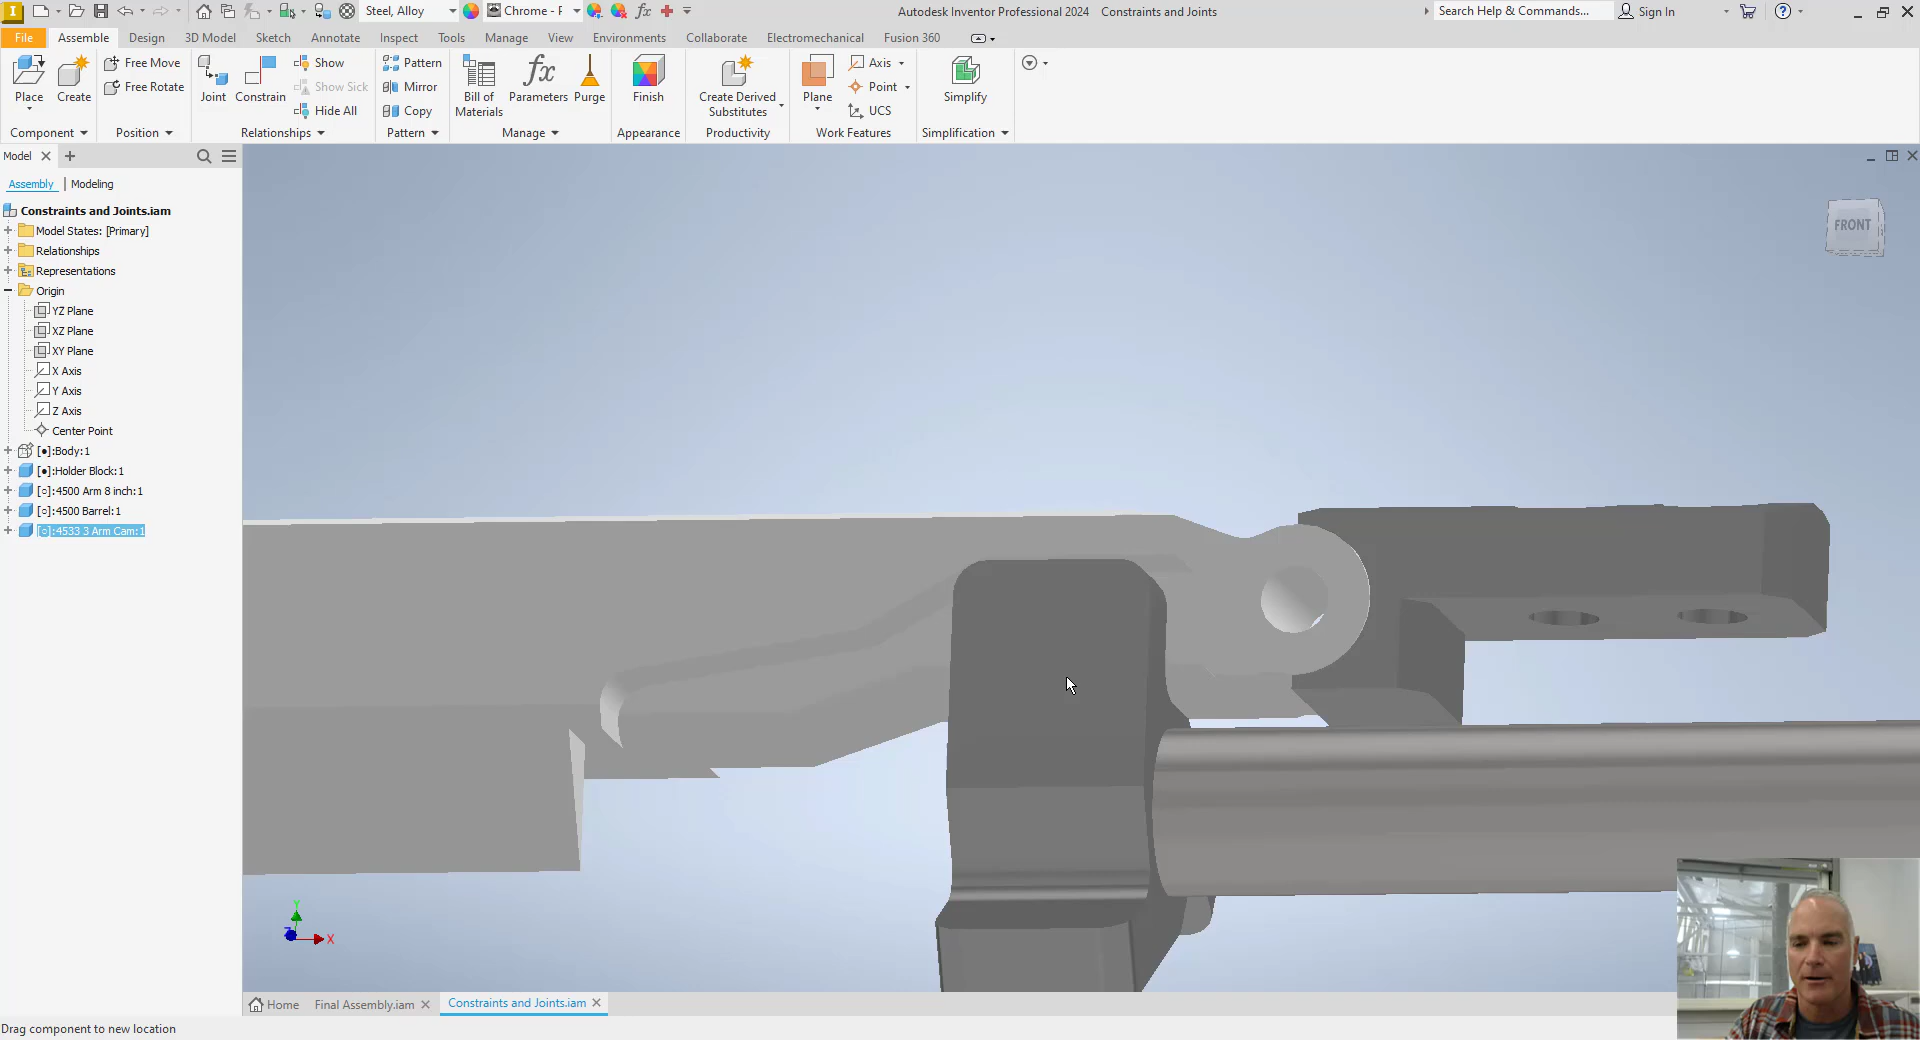 Steel, Alloy
Chrome - F
Autodesk Inventor Professional 2024 Constraints and Joints
Search Help & Commands...
Sign In
File Assemble Design 3D Model Sketch Annotate Inspect Tools Manage View Environments Collaborate Electromechanical Fusion 360
Place
Create
Component
Free Move
Free Rotate
Position
Joint
Constrain
Show
Show Sick
Hide All
Relationships
Pattern
Mirror
Copy
Pattern
Bill of
Materials
Parameters
Purge
Manage
Finish
Appearance
Create Derived
Substitutes
Productivity
Plane
Axis
Point
UCS
Work Features
Simplify
Simplification
Model
Assembly | Modeling
Constraints and Joints.iam
Model States: [Primary]
Relationships
Representations
Origin
YZ Plane
XZ Plane
XY Plane
X Axis
Y Axis
Z Axis
Center Point
[●]:Body:1
[●]:Holder Block:1
[○]:4500 Arm 8 inch:1
[○]:4500 Barrel:1
[○]:4533 3 Arm Cam:1
FRONT
Y
Z
X
Home
Final Assembly.iam
Constraints and Joints.iam
Drag component to new location